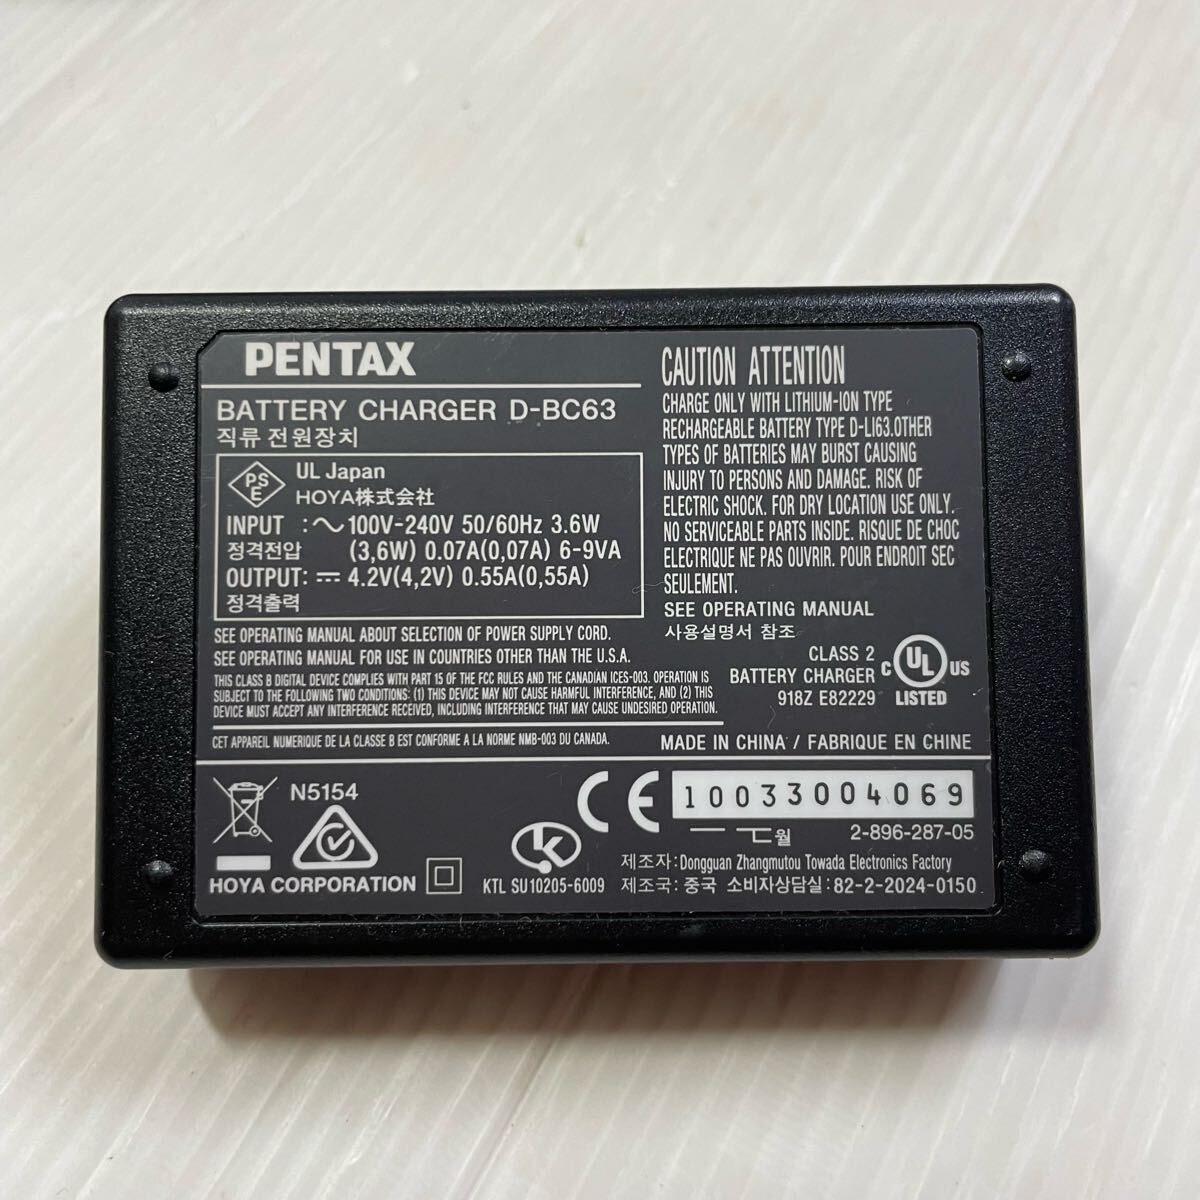 PENTAX
BATTERY CHARGER D-BC63
직류 전원장치
PSE
UL Japan
HOYA株式会社
INPUT :～100V-240V 50/60Hz 3.6W
정격전압 (3,6W) 0.07A(0,07A) 6-9VA
OUTPUT:⎓4.2V(4,2V) 0.55A(0,55A)
정격출력
SEE OPERATING MANUAL ABOUT SELECTION OF POWER SUPPLY CORD.
SEE OPERATING MANUAL FOR USE IN COUNTRIES OTHER THAN THE U.S.A.
THIS CLASS B DIGITAL DEVICE COMPLIES WITH PART 15 OF THE FCC RULES AND THE CANADIAN ICES-003. OPERATION IS
SUBJECT TO THE FOLLOWING TWO CONDITIONS: (1) THIS DEVICE MAY NOT CAUSE HARMFUL INTERFERENCE, AND (2) THIS
DEVICE MUST ACCEPT ANY INTERFERENCE RECEIVED, INCLUDING INTERFERENCE THAT MAY CAUSE UNDESIRED OPERATION.
CET APPAREIL NUMERIQUE DE LA CLASSE B EST CONFORME A LA NORME NMB-003 DU CANADA.
CAUTION ATTENTION
CHARGE ONLY WITH LITHIUM-ION TYPE
RECHARGEABLE BATTERY TYPE D-LI63.OTHER
TYPES OF BATTERIES MAY BURST CAUSING
INJURY TO PERSONS AND DAMAGE. RISK OF
ELECTRIC SHOCK. FOR DRY LOCATION USE ONLY.
NO SERVICEABLE PARTS INSIDE. RISQUE DE CHOC
ELECTRIQUE NE PAS OUVRIR. POUR ENDROIT SEC
SEULEMENT.
SEE OPERATING MANUAL
사용설명서 참조
CLASS 2
BATTERY CHARGER
918Z E82229
C UL US
LISTED
MADE IN CHINA / FABRIQUE EN CHINE
N5154
HOYA CORPORATION
KTL SU10205-6009
CE
10033004069
ㅡ ㄷ월 2-896-287-05
제조자:Dongguan Zhangmutou Towada Electronics Factory
제조국:중국 소비자상담실:82-2-2024-0150